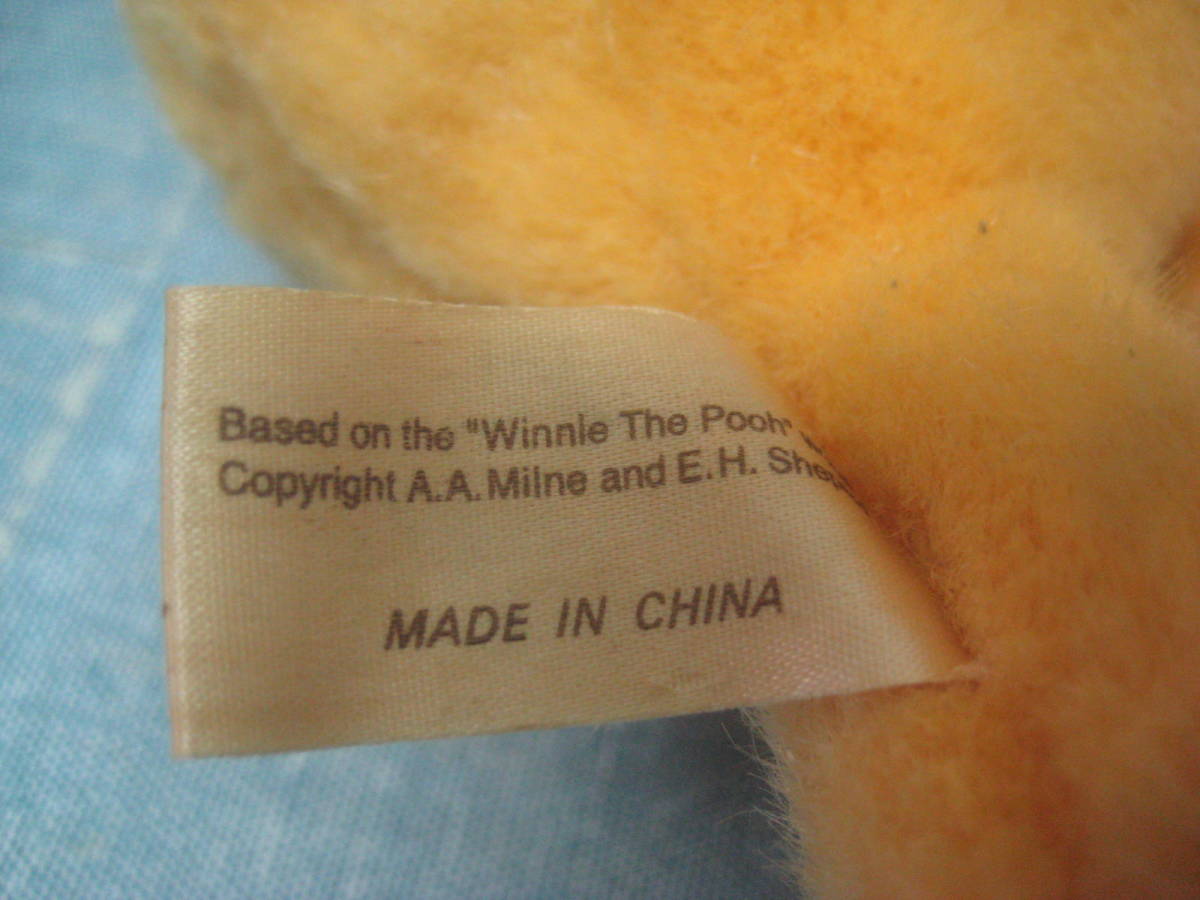 Based on the "Winnie The Pooh"
Copyright A.A. Milne and E.H.
MADE IN CHINA